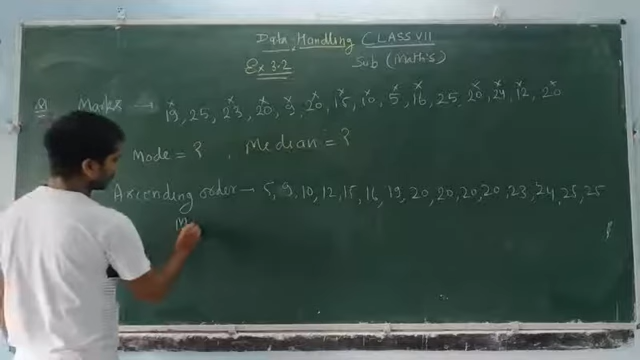 Data Handling CLASS VII
Ex 3.2 Sub (Math's)
Q Marks → 19, 25, 23, 20, 9, 20, 15, 10, 5, 16, 25, 20, 24, 12, 20
Mode = ? , Median = ?
Ascending order → 5, 9, 10, 12, 15, 16, 19, 20, 20, 20, 20, 23, 24, 25, 25
M